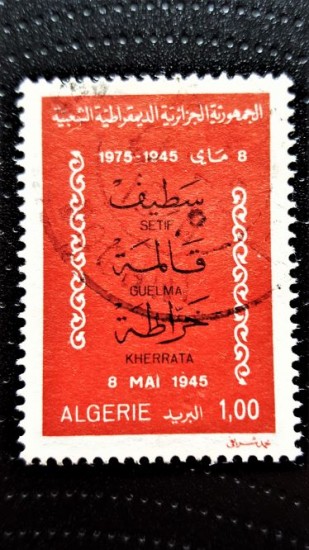 الجمهورية الجزائرية الديمقراطية الشعبية
8 ماي 1945-1975
سطيف
SETIF
قالمة
GUELMA
خراطة
KHERRATA
8 MAI 1945
ALGERIE البريد 1,00